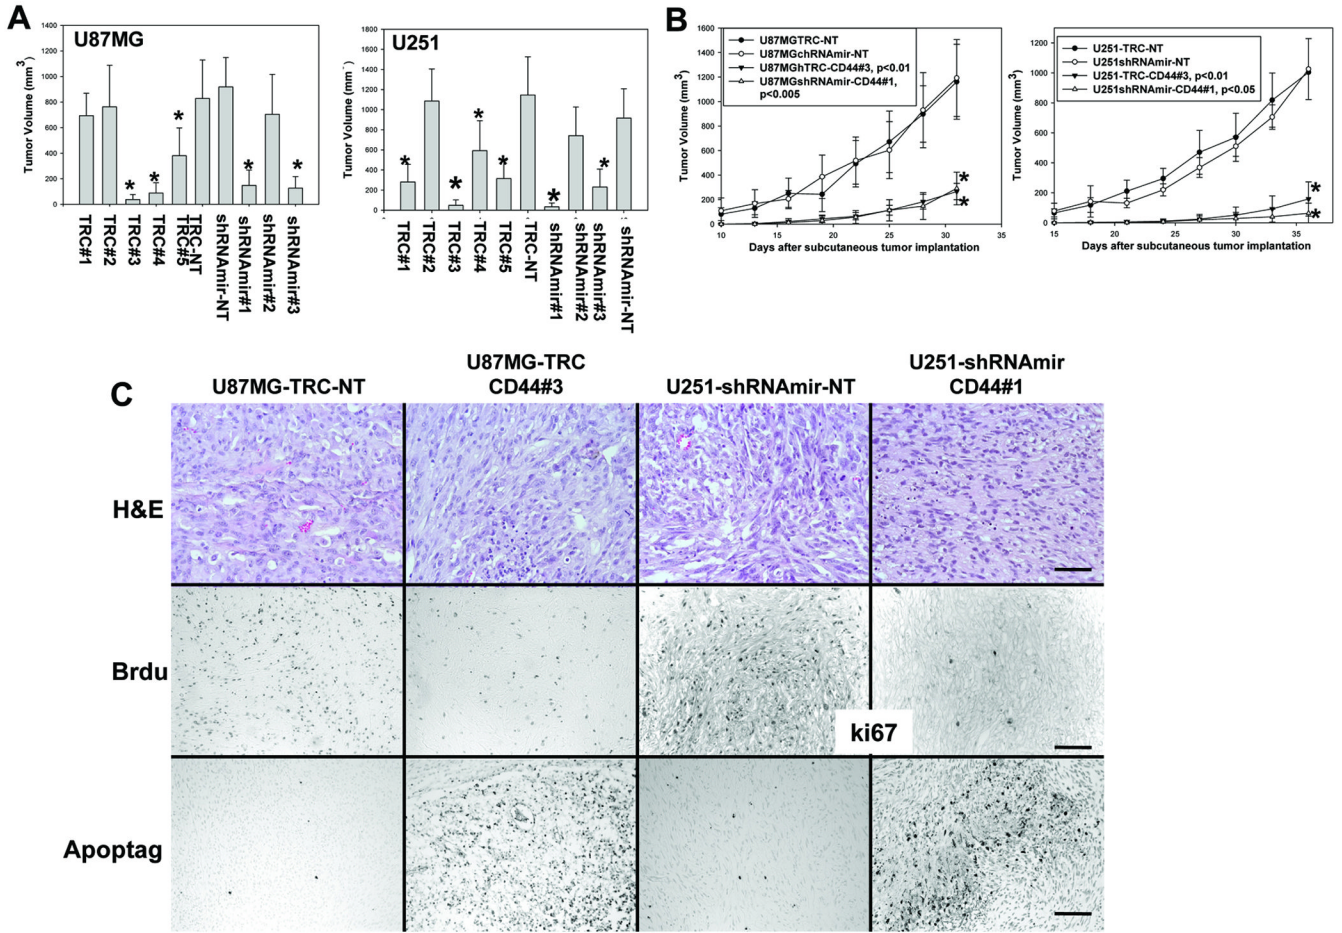 A
U87MG
Tumor Volume (mm3)
1400
1200
1000
800
600
400
200
0
*
*
*
*
*
TRC#1
TRC#2
TRC#3
TRC#4
TRC#5
TRC-NT
shRNAmir-NT
shRNAmir#1
shRNAmir#2
shRNAmir#3
U251
Tumor Volume (mm
1800
1600
1400
1200
1000
800
600
400
200
0
*
*
*
*
*
*
TRC#1
TRC#2
TRC#3
TRC#4
TRC#5
TRC-NT
shRNAmir#1
shRNAmir#2
shRNAmir#3
shRNAmir-NT
B
Tumor Volume (mm3)
1600
1400
1200
1000
800
600
400
200
0
U87MGTRC-NT
U87MGchRNAmir-NT
U87MGhTRC-CD44#3, p<0.01
U87MGshRNAmir-CD44#1,
p<0.005
*
*
10 15 20 25 30 35
Days after subcutaneous tumor implantation
Tumor Volume (mm3)
1200
1000
800
600
400
200
0
U251-TRC-NT
U251shRNAmir-NT
U251-TRC-CD44#3, p<0.01
U251shRNAmir-CD44#1, p<0.05
*
*
15 20 25 30 35
Days after subcutaneous tumor implantation
C
U87MG-TRC-NT
U87MG-TRC
CD44#3
U251-shRNAmir-NT
U251-shRNAmir
CD44#1
H&E
Brdu
ki67
Apoptag